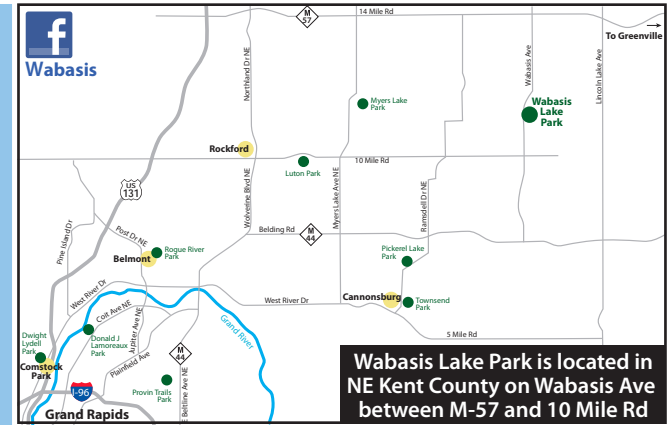 f
Wabasis
M
57
14 Mile Rd
To Greenville
Northland Dr NE
Wabasis Ave
Lincoln Lake Ave
Myers Lake
Park
Wabasis
Lake
Park
Rockford
10 Mile Rd
Luton Park
US
131
Wolverine Blvd NE
Myers Lake Ave NE
Ramsdell Dr NE
Pine Island Dr
Post Dr NE
Belding Rd
M
44
Rogue River
Park
Belmont
Pickerel Lake
Park
West River Dr
West River Dr
Cannonsburg
Townsend
Park
Coit Ave NE
Grand River
Jupiter Ave NE
5 Mile Rd
Dwight
Lydell
Park
Donald J
Lamoreaux
Park
Comstock
Park
Plainfield Ave
M
44
I-96
Provin Trails
Park
E Beltline Ave NE
Grand Rapids
Wabasis Lake Park is located in
NE Kent County on Wabasis Ave
between M-57 and 10 Mile Rd